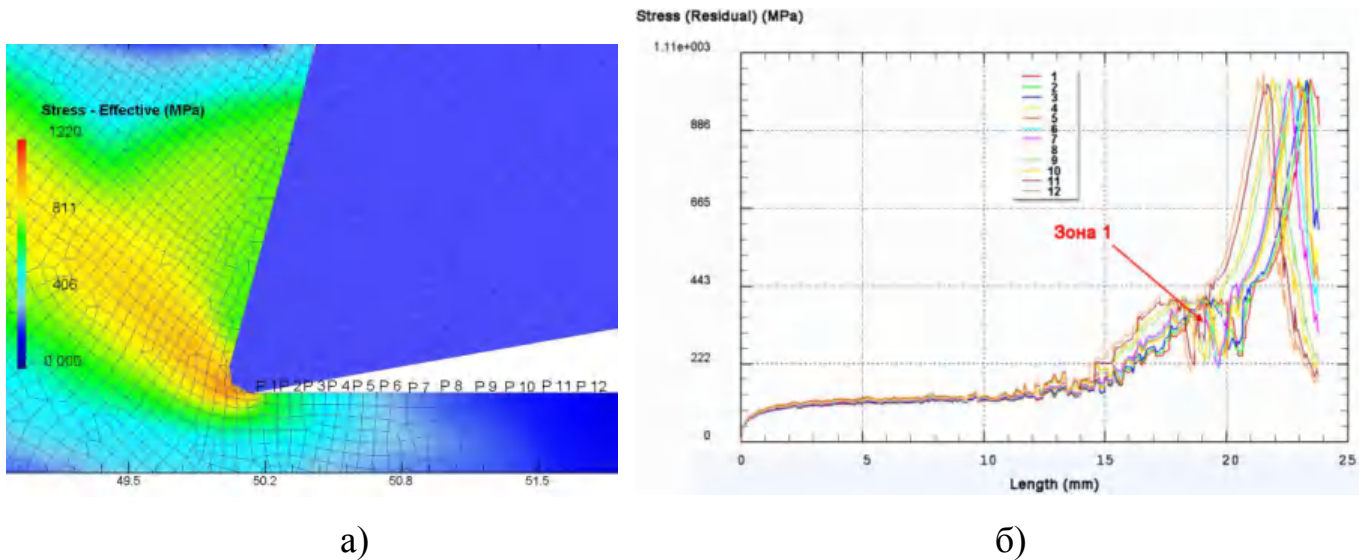 Stress - Effective (MPa)
1220
811
406
0.000
P 1 P 2 P 3 P 4 P 5 P 6 P 7 P 8 P 9 P 10 P 11 P 12
49.5 50.2 50.8 51.5
а)
Stress (Residual) (MPa)
1.11e+003
886
665
443
222
0
1
2
3
4
5
6
7
8
9
10
11
12
Зона 1
0 5 10 15 20 25
Length (mm)
б)